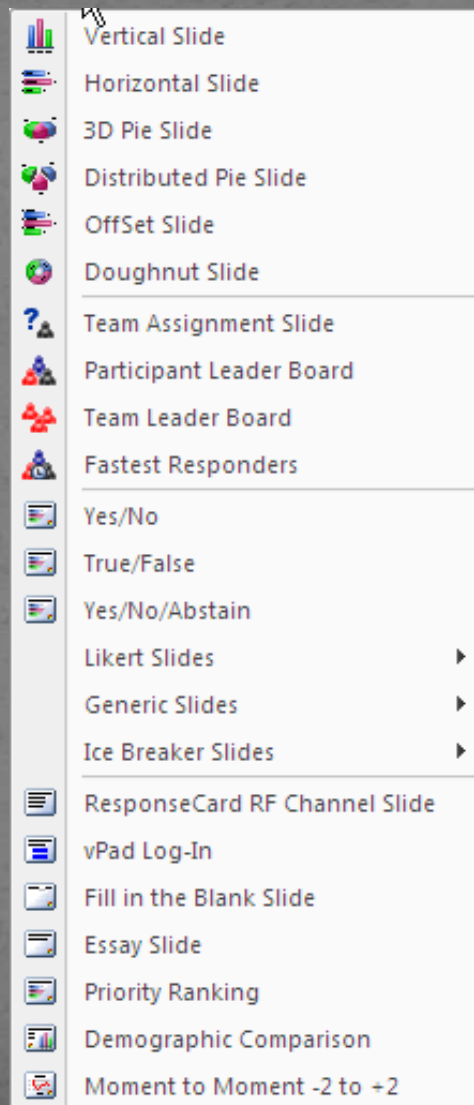 Vertical Slide
Horizontal Slide
3D Pie Slide
Distributed Pie Slide
OffSet Slide
Doughnut Slide
Team Assignment Slide
Participant Leader Board
Team Leader Board
Fastest Responders
Yes/No
True/False
Yes/No/Abstain
Likert Slides
Generic Slides
Ice Breaker Slides
ResponseCard RF Channel Slide
vPad Log-In
Fill in the Blank Slide
Essay Slide
Priority Ranking
Demographic Comparison
Moment to Moment -2 to +2